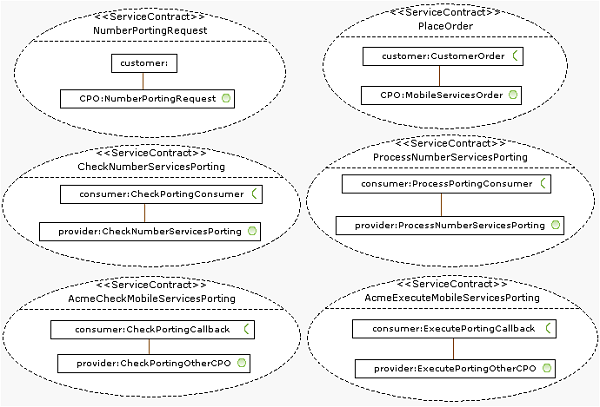 <<ServiceContract>>
NumberPortingRequest
customer:
CPO:NumberPortingRequest
<<ServiceContract>>
PlaceOrder
customer:CustomerOrder
CPO:MobileServicesOrder
<<ServiceContract>>
CheckNumberServicesPorting
consumer:CheckPortingConsumer
provider:CheckNumberServicesPorting
<<ServiceContract>>
ProcessNumberServicesPorting
consumer:ProcessPortingConsumer
provider:ProcessNumberServicesPorting
<<ServiceContract>>
AcmeCheckMobileServicesPorting
consumer:CheckPortingCallback
provider:CheckPortingOtherCPO
<<ServiceContract>>
AcmeExecuteMobileServicesPorting
consumer:ExecutePortingCallback
provider:ExecutePortingOtherCPO